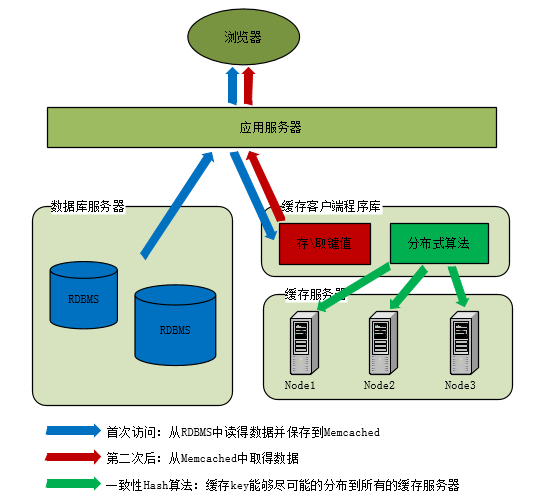 浏览器
应用服务器
数据库服务器
缓存客户端程序库
存\取键值
分布式算法
RDBMS
RDBMS
缓存服务器
Node1
Node2
Node3
首次访问: 从RDBMS中读得数据并保存到Memcached
第二次后: 从Memcached中取得数据
一致性Hash算法: 缓存key能够尽可能的分布到所有的缓存服务器